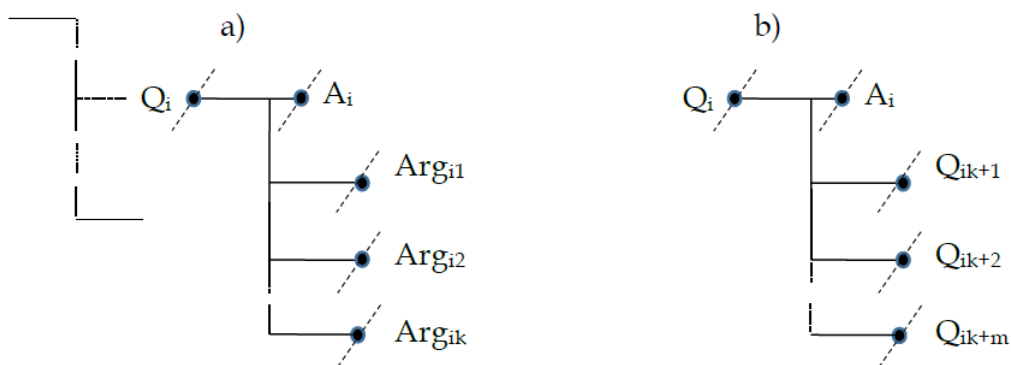 a) b)
Qi Ai Qi Ai
Argi1 Qik+1
Argi2 Qik+2
Argik Qik+m